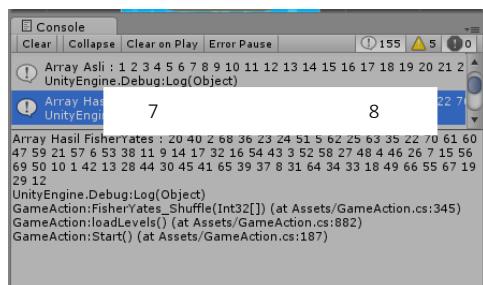 Console
Clear Collapse Clear on Play Error Pause 155 5 0
Array Asli : 1 2 3 4 5 6 7 8 9 10 11 12 13 14 15 16 17 18 19 20 21 2
UnityEngine.Debug:Log(Object)
Array Has 22 7
UnityEngi
7 8
Array Hasil FisherYates : 20 40 2 68 36 23 24 51 5 62 25 63 35 22 70 61 60
47 59 21 57 6 53 38 11 9 14 17 32 16 54 43 3 52 58 27 48 4 46 26 7 15 56
69 50 10 1 42 13 28 44 30 45 41 65 39 37 8 31 64 34 33 18 49 66 55 67 19
29 12
UnityEngine.Debug:Log(Object)
GameAction:FisherYates_Shuffle(Int32[]) (at Assets/GameAction.cs:345)
GameAction:loadLevels() (at Assets/GameAction.cs:882)
GameAction:Start() (at Assets/GameAction.cs:187)